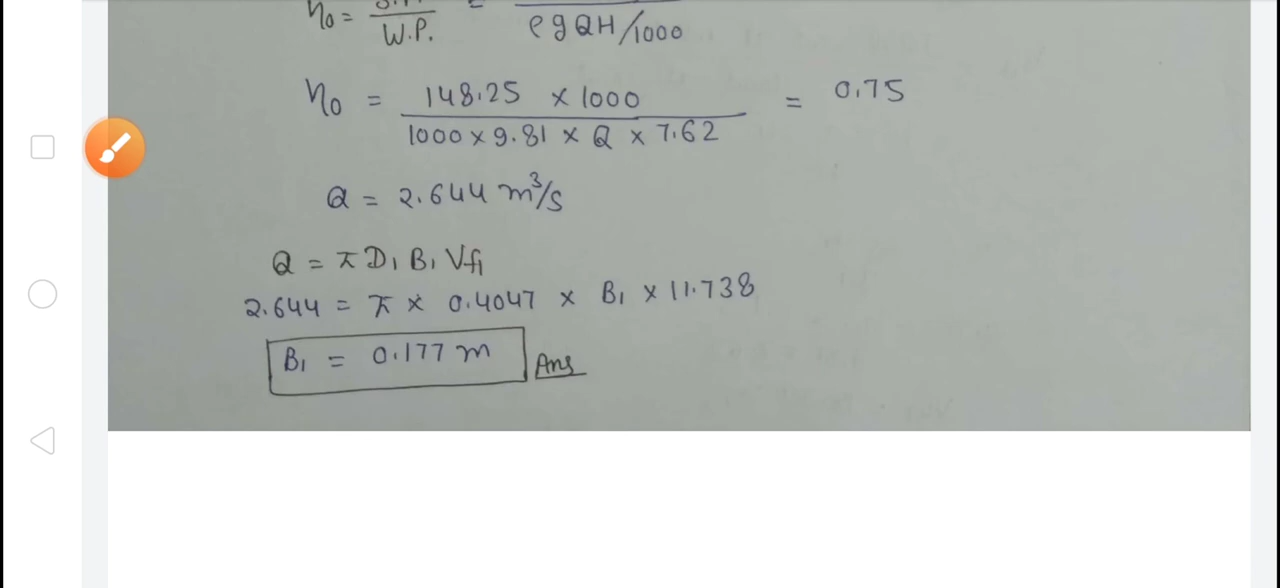 η₀ = S.P. / W.P. = / ρgQH/1000
η₀ = 148.25 × 1000 / 1000 × 9.81 × Q × 7.62 = 0.75
Q = 2.644 m³/s
Q = π D₁ B₁ Vf₁
2.644 = π × 0.4047 × B₁ × 11.738
B₁ = 0.177 m Ans